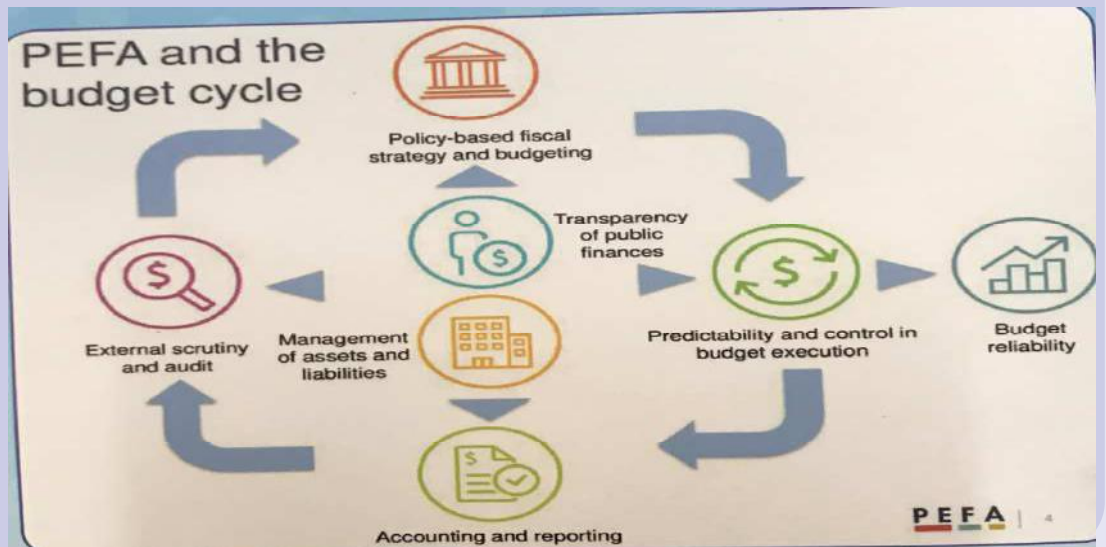 PEFA and the
budget cycle
Policy-based fiscal
strategy and budgeting
Transparency
of public
finances
$
$
$
External scrutiny
and audit
Management
of assets and
liabilities
Predictability and control in
budget execution
Budget
reliability
$
Accounting and reporting
PEFA | 4